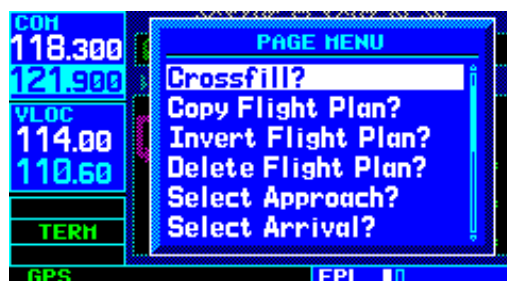 COM
118.300
121.900
VLOC
114.00
110.60
TERM
GPS
PAGE MENU
Crossfill?
Copy Flight Plan?
Invert Flight Plan?
Delete Flight Plan?
Select Approach?
Select Arrival?
FPL